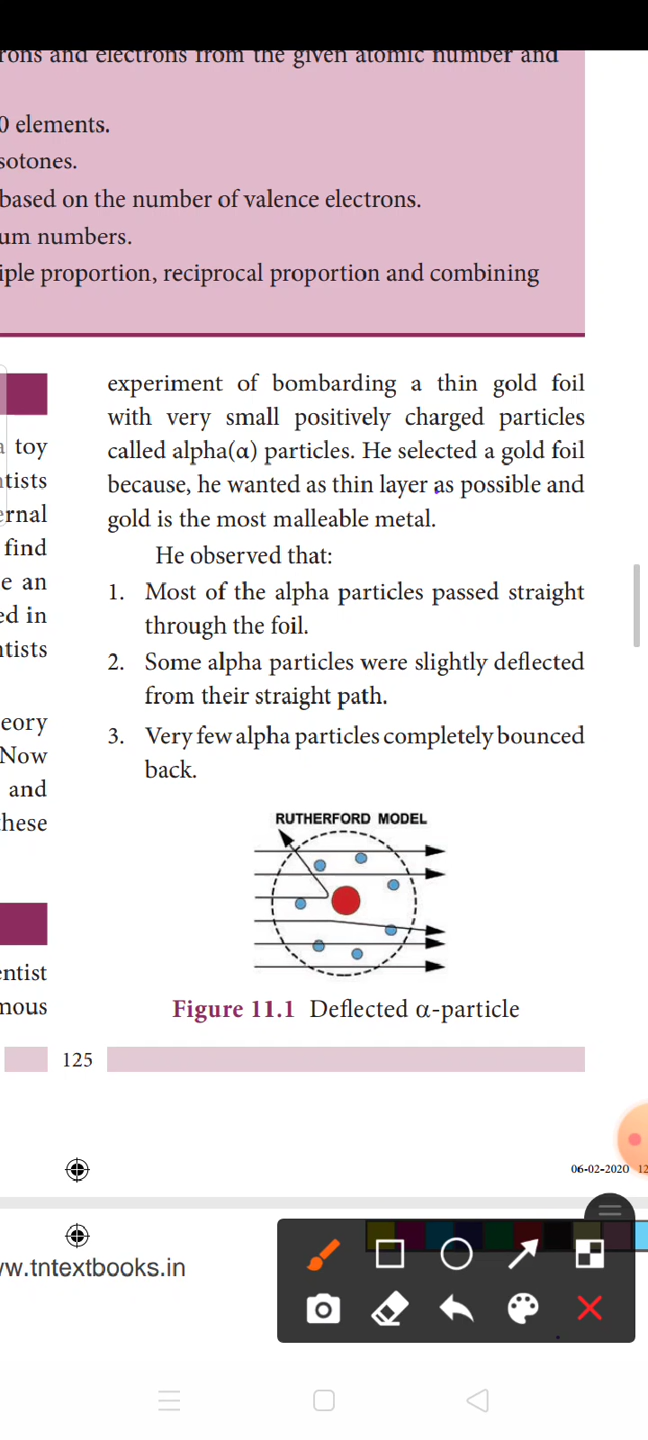 rons and electrons from the given atomic number and
0 elements.
sotones.
based on the number of valence electrons.
um numbers.
iple proportion, reciprocal proportion and combining
a toy
tists
ernal
find
e an
ed in
tists
eory
Now
and
these
entist
mous
experiment of bombarding a thin gold foil
with very small positively charged particles
called alpha(α) particles. He selected a gold foil
because, he wanted as thin layer as possible and
gold is the most malleable metal.
He observed that:
1. Most of the alpha particles passed straight
through the foil.
2. Some alpha particles were slightly deflected
from their straight path.
3. Very few alpha particles completely bounced
back.
RUTHERFORD MODEL
Figure 11.1 Deflected α-particle
125
06-02-2020 12
w.tntextbooks.in